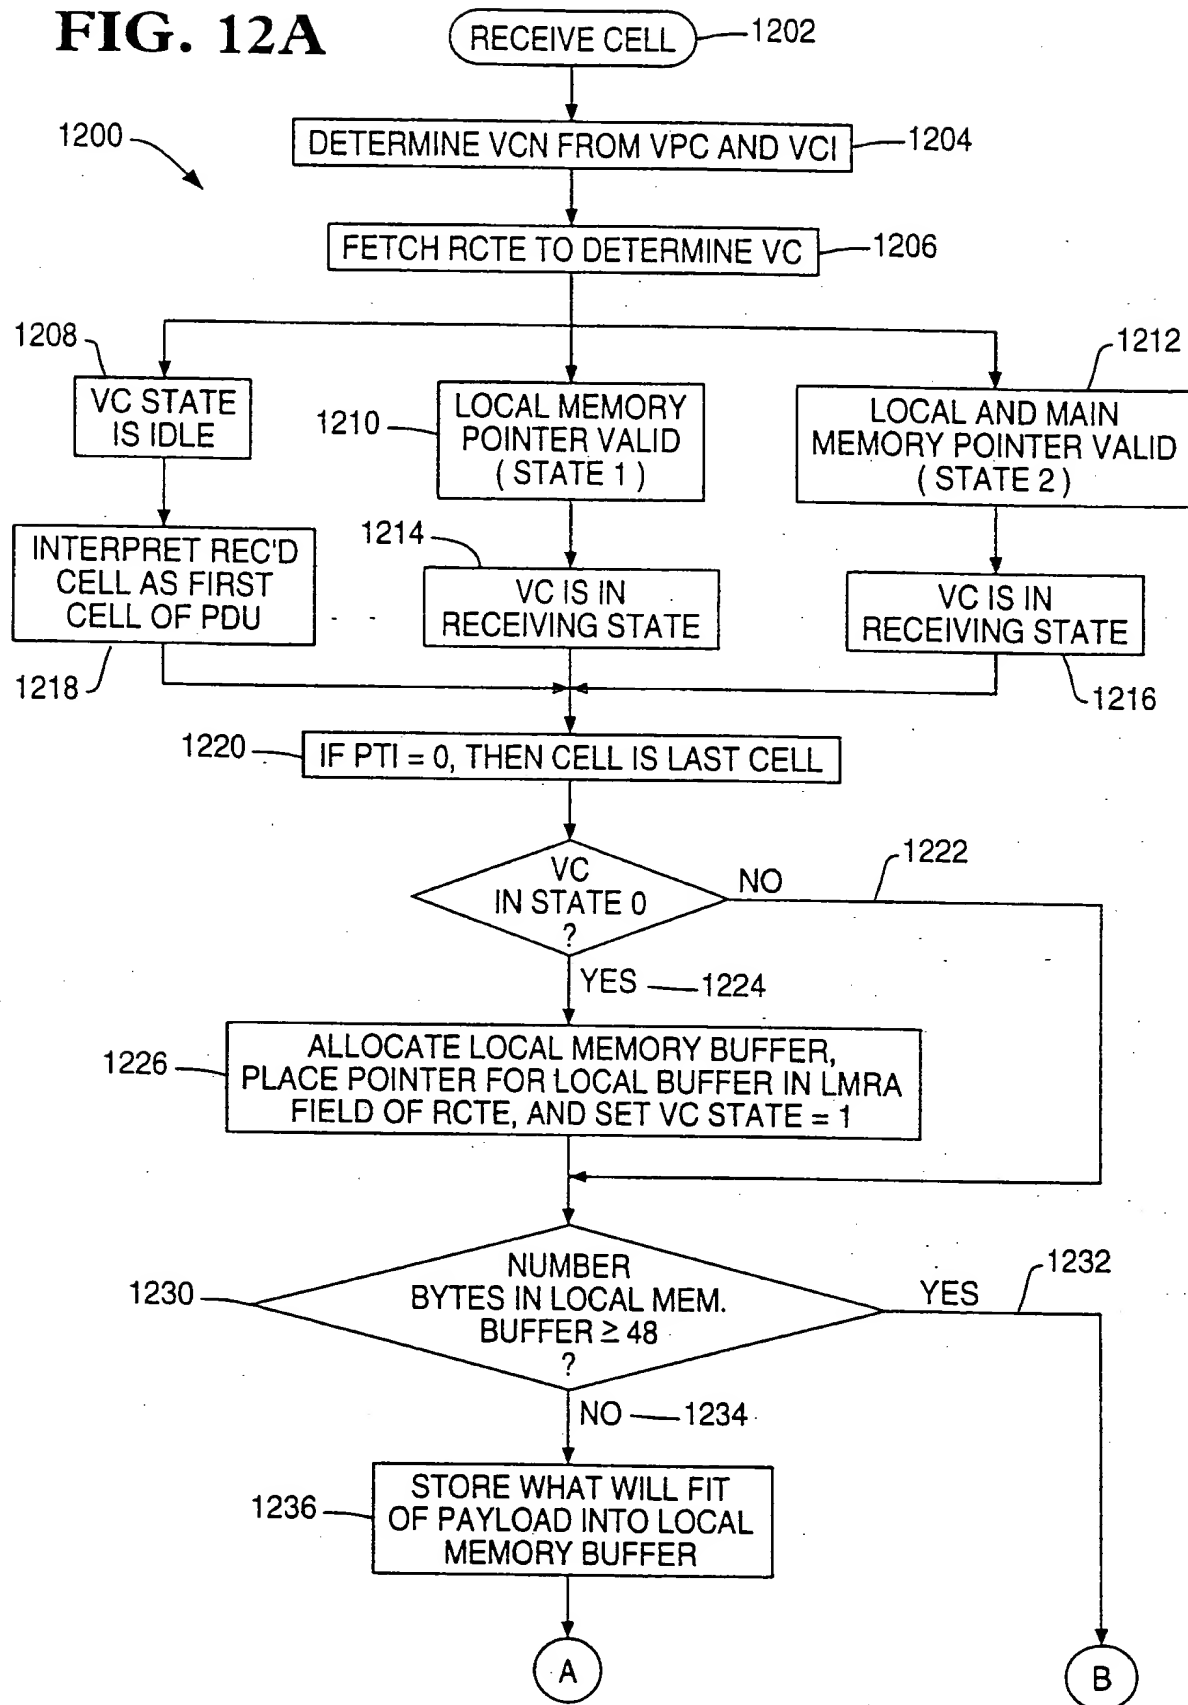 FIG. 12A
RECEIVE CELL
1202
1200
DETERMINE VCN FROM VPC AND VCI
1204
FETCH RCTE TO DETERMINE VC
1206
1208
VC STATE
IS IDLE
1210
LOCAL MEMORY
POINTER VALID
( STATE 1 )
1212
LOCAL AND MAIN
MEMORY POINTER VALID
( STATE 2 )
INTERPRET REC'D
CELL AS FIRST
CELL OF PDU
1218
1214
VC IS IN
RECEIVING STATE
VC IS IN
RECEIVING STATE
1216
1220
IF PTI = 0, THEN CELL IS LAST CELL
VC
IN STATE 0
?
NO
1222
YES
1224
1226
ALLOCATE LOCAL MEMORY BUFFER,
PLACE POINTER FOR LOCAL BUFFER IN LMRA
FIELD OF RCTE, AND SET VC STATE = 1
1230
NUMBER
BYTES IN LOCAL MEM.
BUFFER ≥ 48
?
YES
1232
NO
1234
1236
STORE WHAT WILL FIT
OF PAYLOAD INTO LOCAL
MEMORY BUFFER
A
B